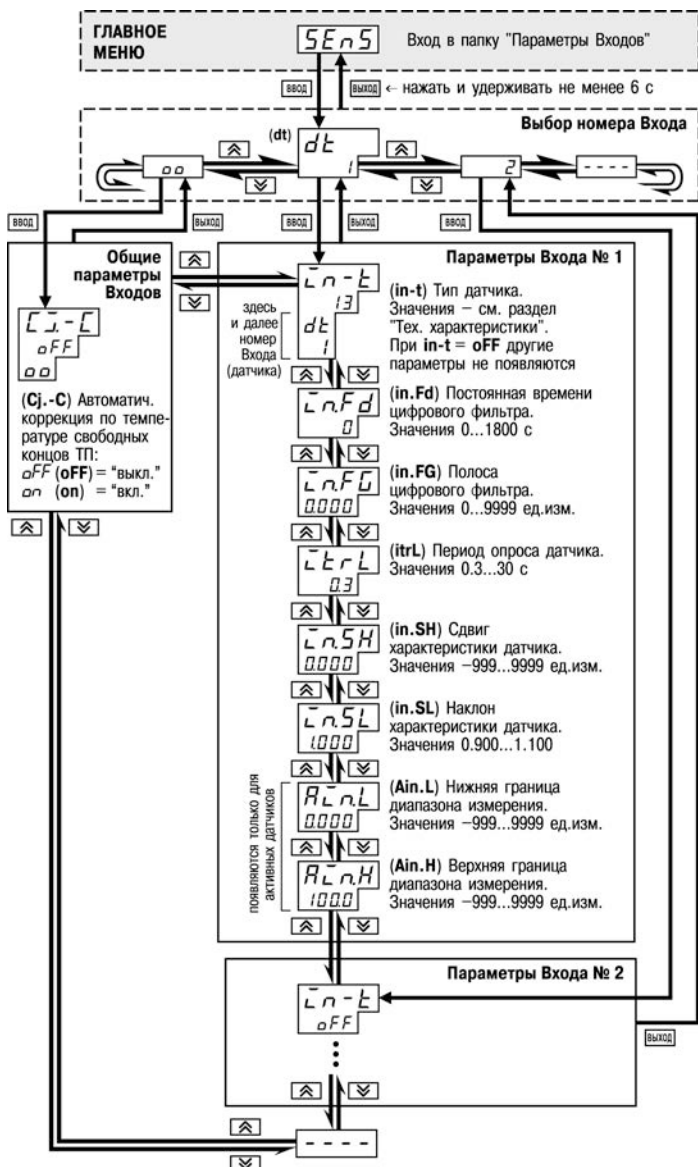 ГЛАВНОЕ
МЕНЮ
SEnS
Вход в папку "Параметры Входов"
ВВОД
ВЫХОД
← нажать и удерживать не менее 6 с
Выбор номера Входа
(dt)
dt
1
oo
2
- - - -
ВВОД
ВЫХОД
ВВОД
ВЫХОД
ВВОД
Общие
параметры
Входов
Cj.-C
oFF
oo
(Cj.-C) Автоматич.
коррекция по темпе-
ратуре свободных
концов ТП:
oFF (oFF) = "выкл."
on (on) = "вкл."
Параметры Входа № 1
in-t
13
dt
1
здесь
и далее
номер
Входа
(датчика)
(in-t) Тип датчика.
Значения – см. раздел
"Тех. характеристики".
При in-t = oFF другие
параметры не появляются
in.Fd
0
(in.Fd) Постоянная времени
цифрового фильтра.
Значения 0...1800 с
in.FG
0.000
(in.FG) Полоса
цифрового фильтра.
Значения 0...9999 ед.изм.
itrL
0.3
(itrL) Период опроса датчика.
Значения 0.3...30 с
in.SH
0.000
(in.SH) Сдвиг
характеристики датчика.
Значения –999...9999 ед.изм.
in.SL
1.000
(in.SL) Наклон
характеристики датчика.
Значения 0.900...1.100
появляются только для
активных датчиков
Ain.L
0.000
(Ain.L) Нижняя граница
диапазона измерения.
Значения –999...9999 ед.изм.
Ain.H
100.0
(Ain.H) Верхняя граница
диапазона измерения.
Значения –999...9999 ед.изм.
Параметры Входа № 2
in-t
oFF
ВЫХОД
- - - -